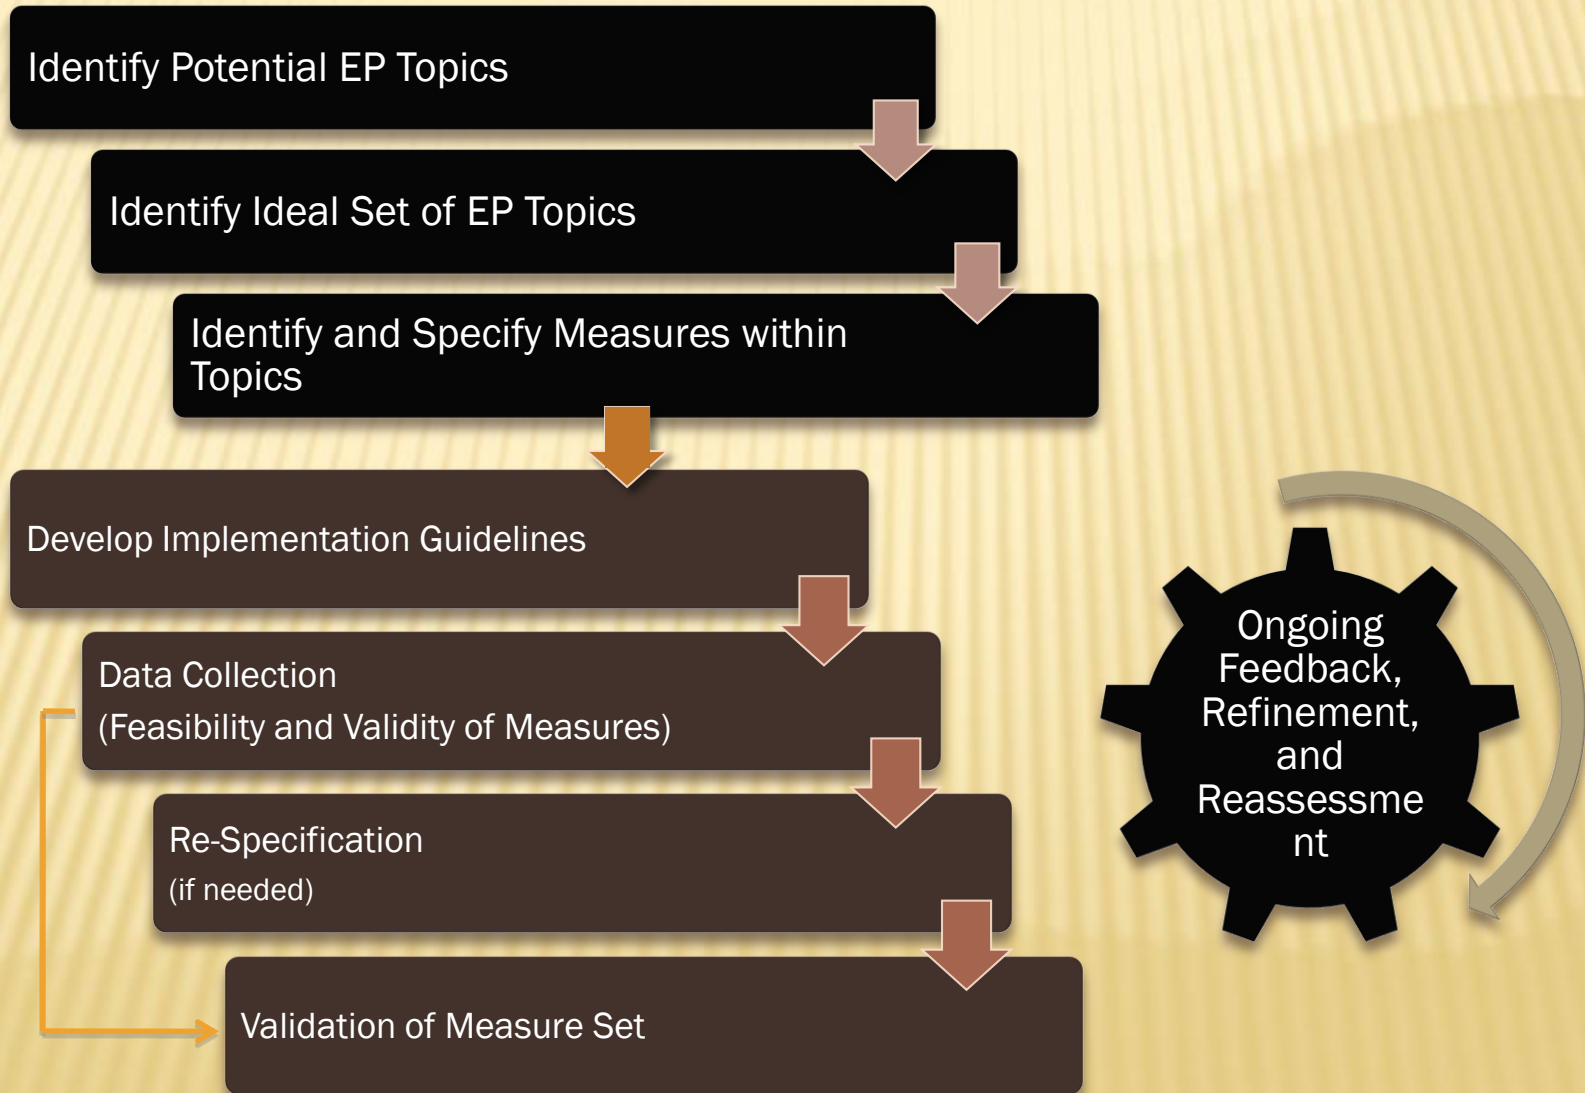 Identify Potential EP Topics
Identify Ideal Set of EP Topics
Identify and Specify Measures within
Topics
Develop Implementation Guidelines
Data Collection
(Feasibility and Validity of Measures)
Re-Specification
(if needed)
Validation of Measure Set
Ongoing
Feedback,
Refinement,
and
Reassessme
nt